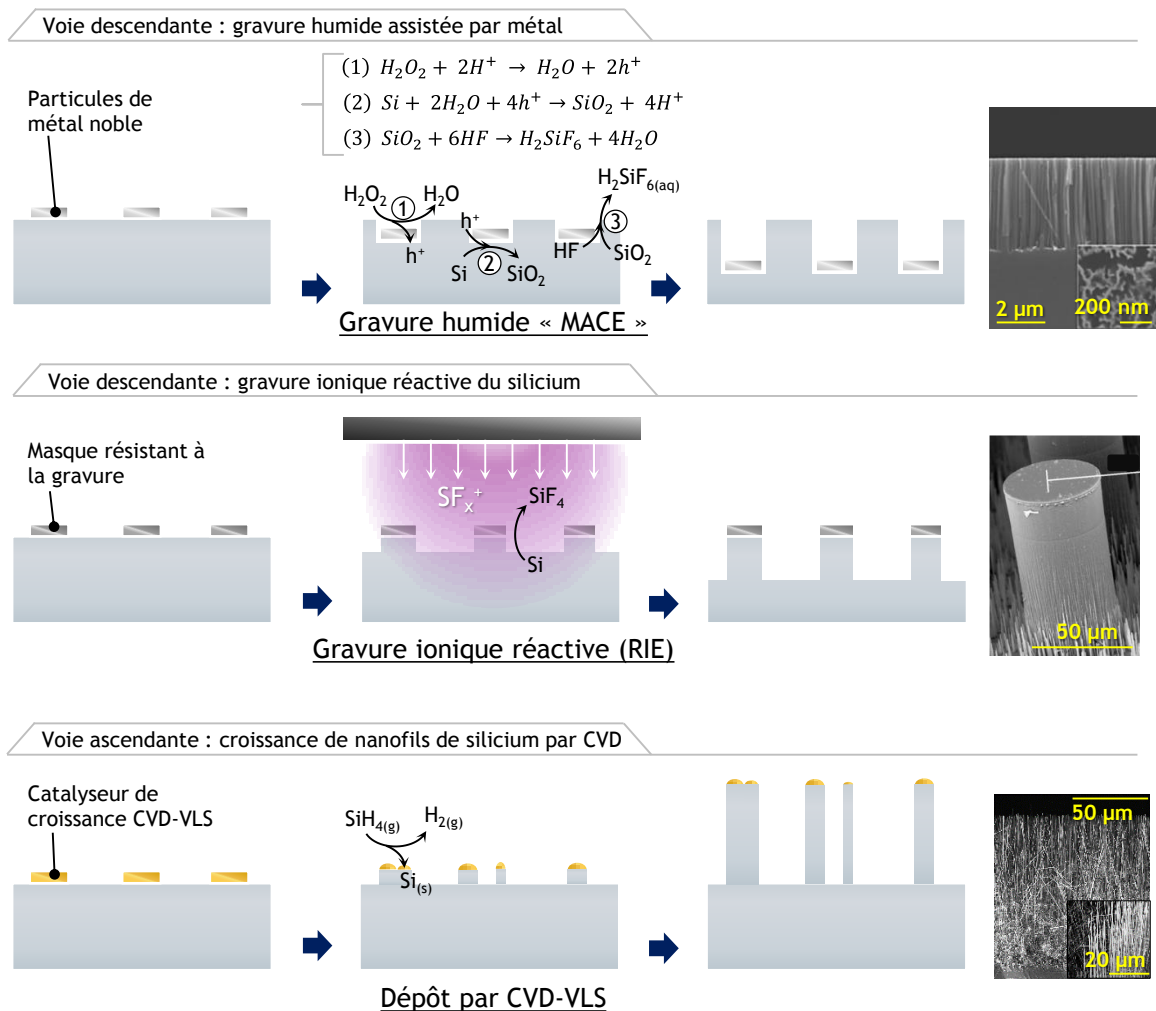 Voie descendante : gravure humide assistée par métal
(1) H₂O₂ + 2H⁺ → H₂O + 2h⁺
(2) Si + 2H₂O + 4h⁺ → SiO₂ + 4H⁺
(3) SiO₂ + 6HF → H₂SiF₆ + 4H₂O
Particules de
métal noble
H₂O₂
H₂O
1
h⁺
h⁺
Si
2
SiO₂
H₂SiF₆(aq)
3
HF
SiO₂
Gravure humide « MACE »
2 µm
200 nm
Voie descendante : gravure ionique réactive du silicium
Masque résistant à
la gravure
SFₓ⁺
SiF₄
Si
50 µm
Gravure ionique réactive (RIE)
Voie ascendante : croissance de nanofils de silicium par CVD
Catalyseur de
croissance CVD-VLS
SiH₄(g)
H₂(g)
Si(s)
50 µm
20 µm
Dépôt par CVD-VLS